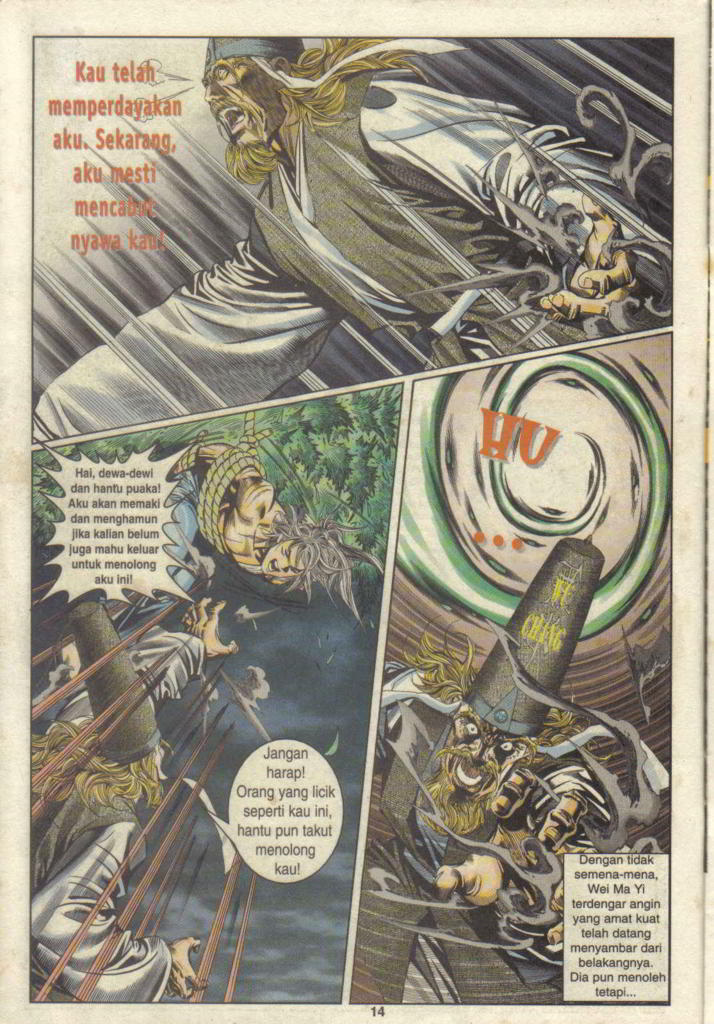 Kau telah
memperdayakan
aku. Sekarang,
aku mesti
mencabut
nyawa kau!
Hai, dewa-dewi
dan hantu puaka!
Aku akan memaki
dan menghamun
jika kalian belum
juga mahu keluar
untuk menolong
aku ini!
Jangan
harap!
Orang yang licik
seperti kau ini,
hantu pun takut
menolong
kau!
HU
...
WU
CHANG
Dengan tidak
semena-mena,
Wei Ma Yi
terdengar angin
yang amat kuat
telah datang
menyambar dari
belakangnya.
Dia pun menoleh
tetapi...
14